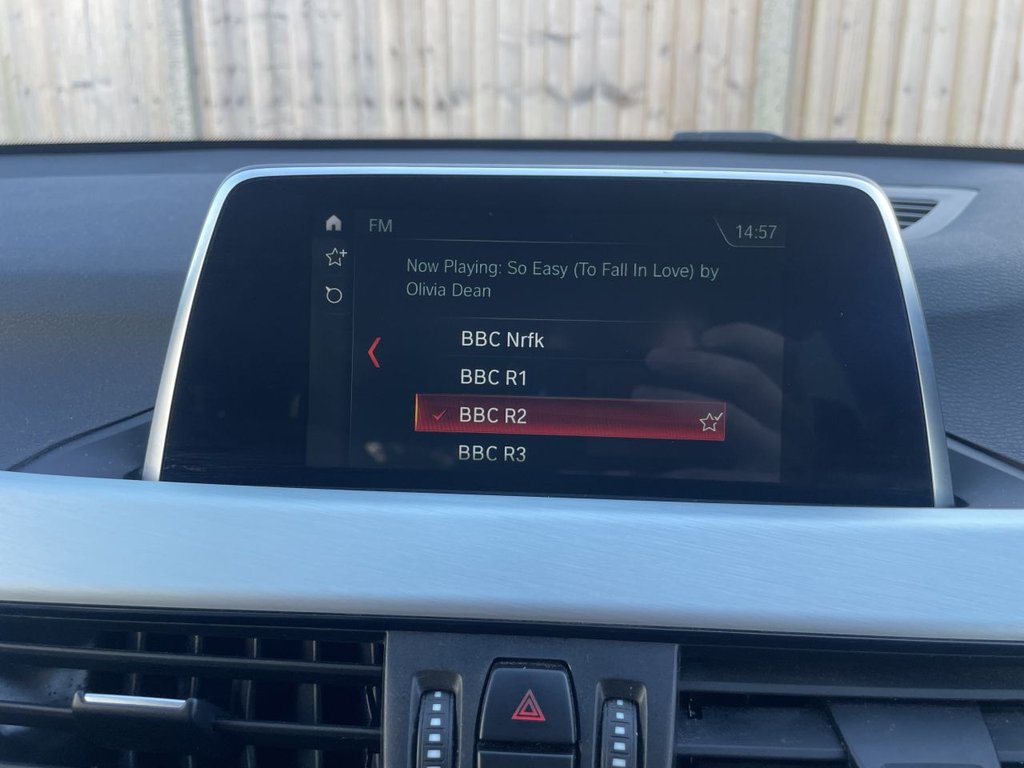 FM
14:57
Now Playing: So Easy (To Fall In Love) by
Olivia Dean
BBC Nrfk
BBC R1
BBC R2
BBC R3